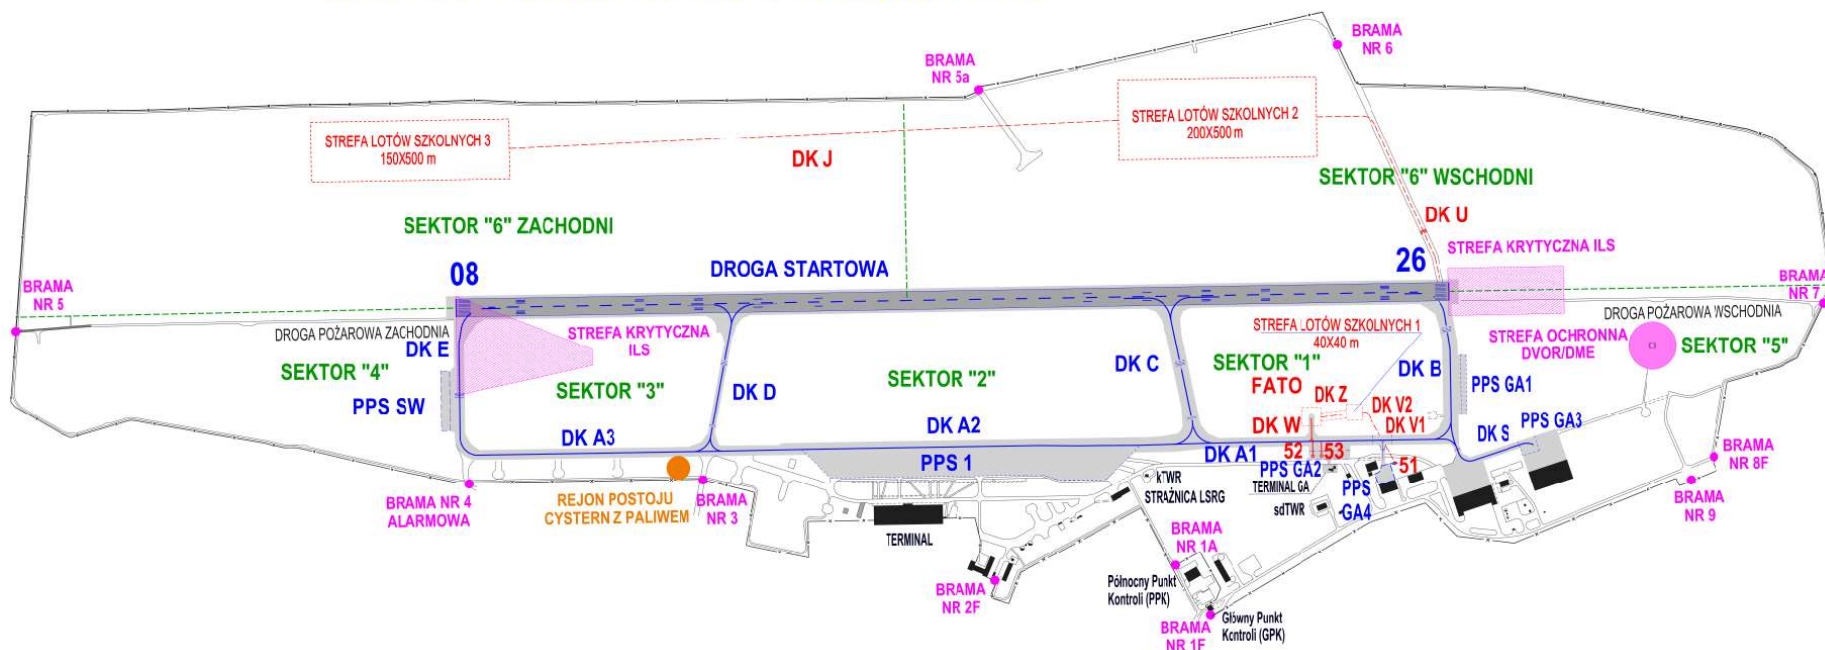 BRAMA
NR 6
BRAMA
NR 5a
STREFA LOTÓW SZKOLNYCH 2
200X500 m
STREFA LOTÓW SZKOLNYCH 3
150X500 m
DK J
SEKTOR "6" WSCHODNI
SEKTOR "6" ZACHODNI
DK U
STREFA KRYTYCZNA ILS
08
DROGA STARTOWA
26
BRAMA
NR 5
BRAMA
NR 7
DROGA POŻAROWA ZACHODNIA
STREFA KRYTYCZNA
ILS
STREFA LOTÓW SZKOLNYCH 1
40X40 m
DROGA POŻAROWA WSCHODNIA
STREFA OCHRONNA
DVOR/DME
DK E
SEKTOR "4"
SEKTOR "3"
SEKTOR "2"
DK C
SEKTOR "1"
DK B
SEKTOR "5"
PPS SW
DK D
FATO
DK Z
DK V2
PPS GA1
DK A3
DK A2
DK W
DK V1
DK S
PPS GA3
PPS 1
DK A1
52
53
51
PPS GA2
TERMINAL GA
PPS
GA4
kTWR
STRAŻNICA LSRG
sdTWR
BRAMA NR 4
ALARMOWA
REJON POSTOJU
CYSTERN Z PALIWEM
BRAMA
NR 3
TERMINAL
BRAMA
NR 8F
BRAMA
NR 9
BRAMA
NR 1A
BRAMA
NR 2F
Północny Punkt
Kontroli (PPK)
Główny Punkt
Kontroli (GPK)
BRAMA
NR 1F